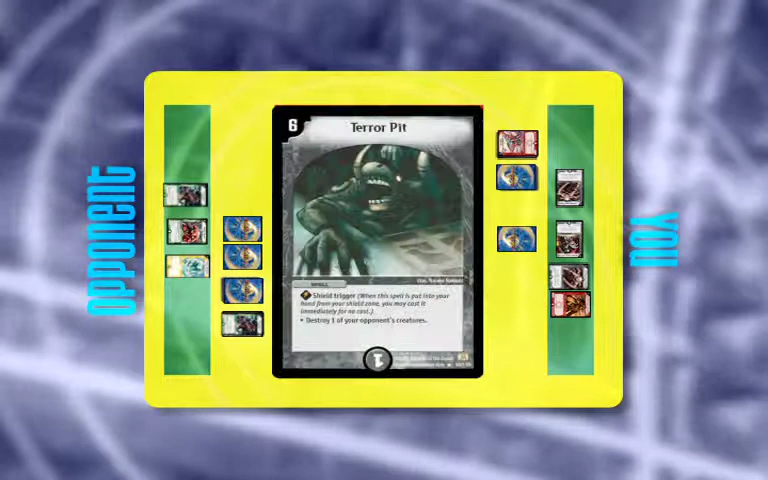 OPPONENT
6
Terror Pit
SPELL
Shield trigger (When this spell is put into your
hand from your shield zone, you may cast it
immediately for no cost.)
• Destroy 1 of your opponent's creatures.
YOU